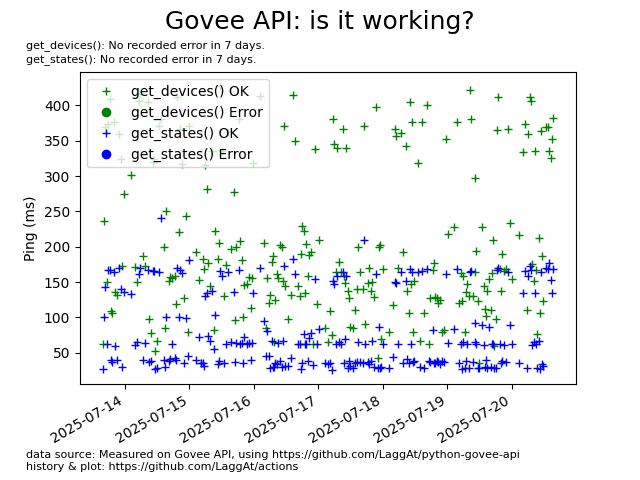 Govee API: is it working?
get_devices(): No recorded error in 7 days.
get_states(): No recorded error in 7 days.
get_devices() OK
get_devices() Error
get_states() OK
get_states() Error
Ping (ms)
400
350
300
250
200
150
100
50
2025-07-14
2025-07-15
2025-07-16
2025-07-17
2025-07-18
2025-07-19
2025-07-20
data source: Measured on Govee API, using https://github.com/LaggAt/python-govee-api
history & plot: https://github.com/LaggAt/actions